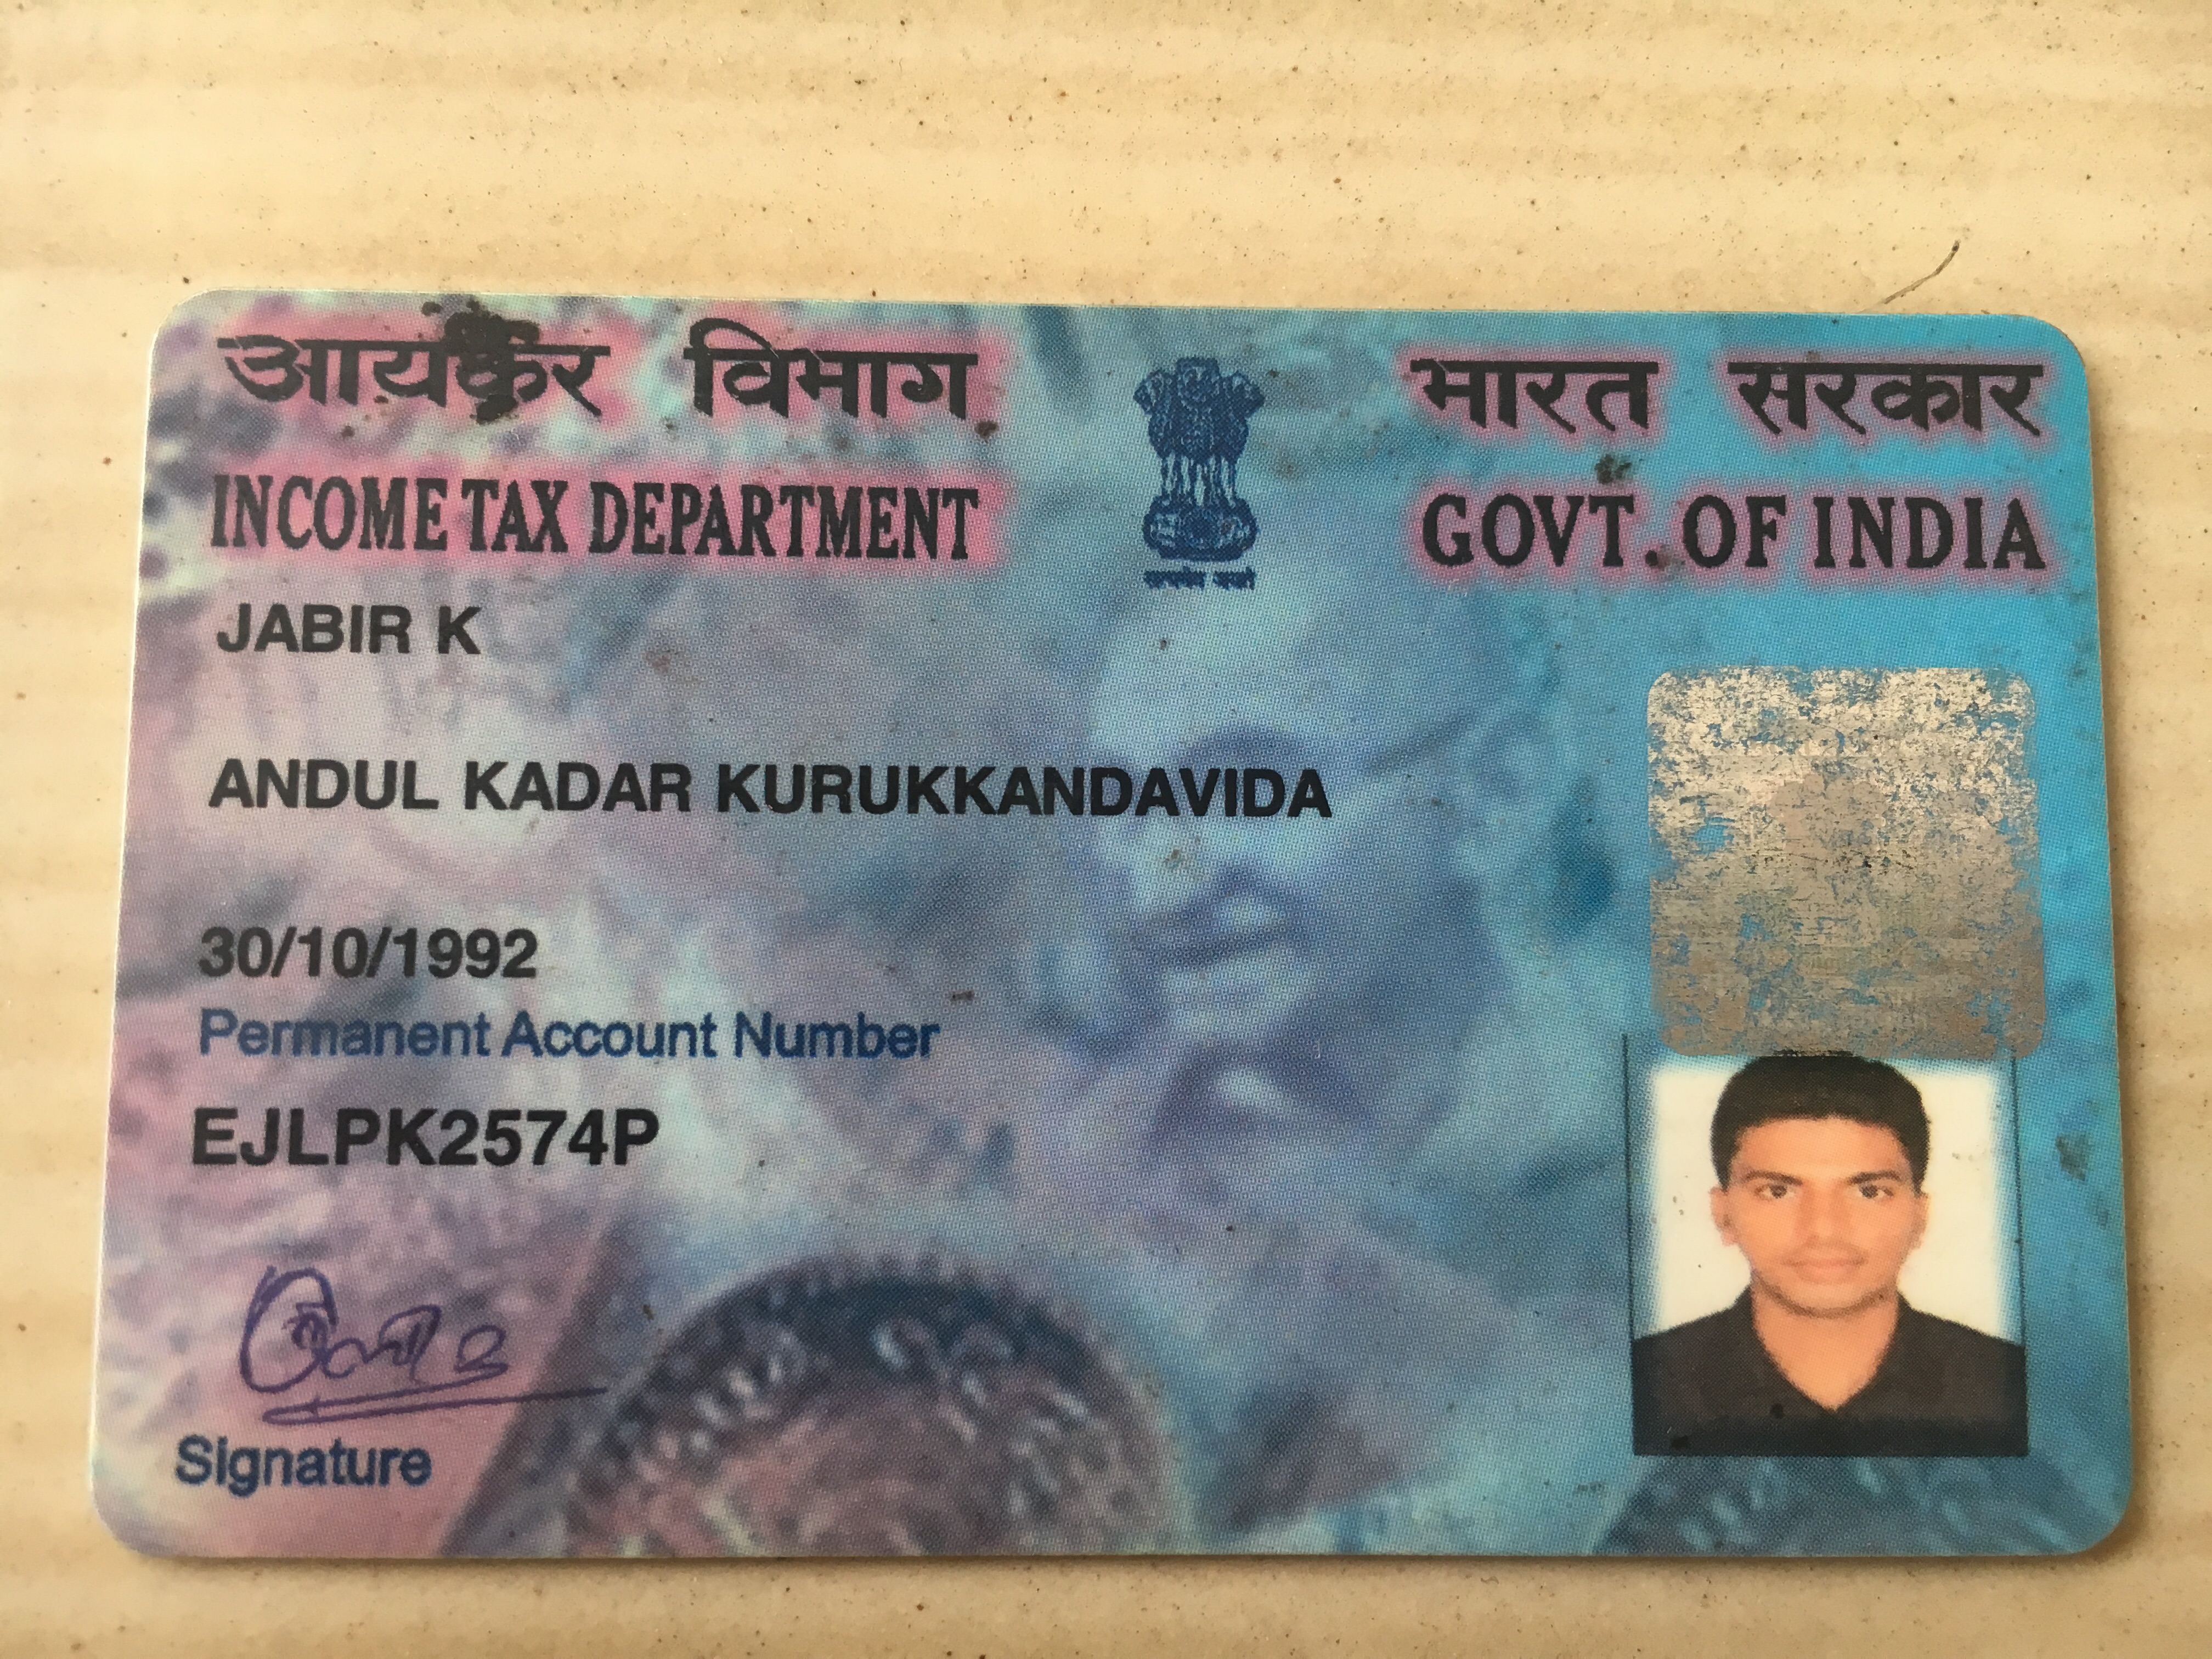 आयकर विभाग
INCOME TAX DEPARTMENT
भारत सरकार
GOVT. OF INDIA
JABIR K
ANDUL KADAR KURUKKANDAVIDA
30/10/1992
Permanent Account Number
EJLPK2574P
Signature